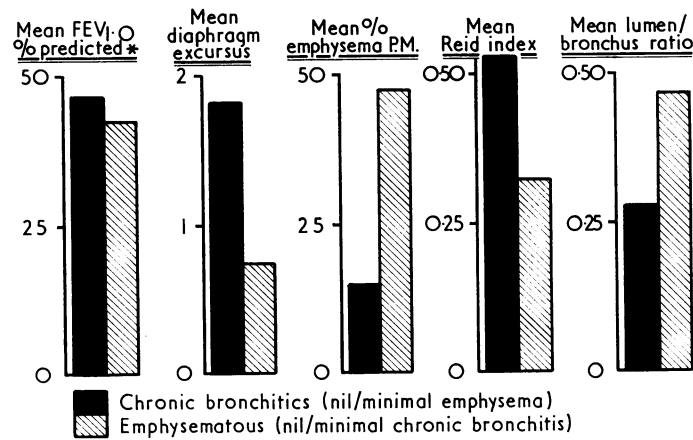 Mean FEV1·0
% predicted *
50
25
0
Mean
diaphragm
excursus
2
1
0
Mean %
emphysema P.M.
50
25
0
Mean
Reid index
0·50
0·25
0
Mean lumen/
bronchus ratio
0·50
0·25
0
Chronic bronchitics (nil/minimal emphysema)
Emphysematous (nil/minimal chronic bronchitis)